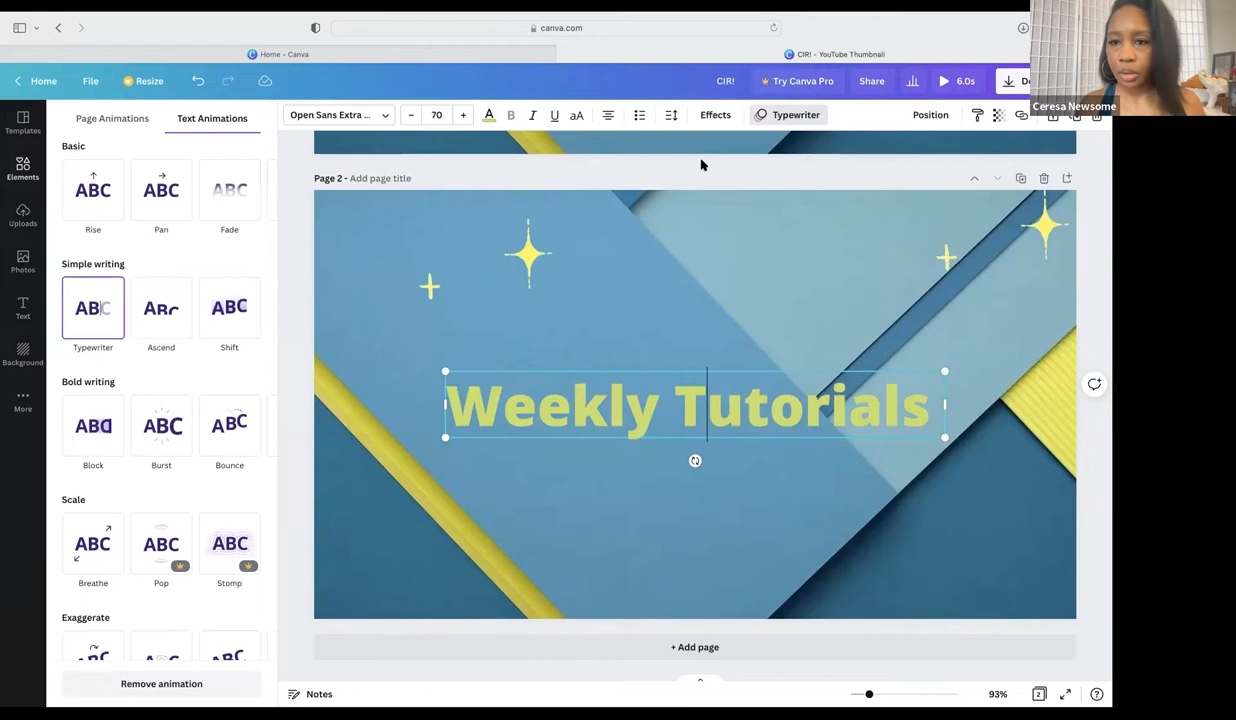 canva.com
Home - Canva
CIR! - YouTube Thumbnail
Home
File
Resize
CIR!
Try Canva Pro
Share
6.0s
Ceresa Newsome
Templates
Elements
Uploads
Photos
Text
Background
More
Page Animations
Text Animations
Open Sans Extra ...
– 70 +
A
B
I
U
aA
Effects
Typewriter
Position
Basic
ABC
ABC
ABC
Rise
Pan
Fade
Simple writing
ABC
ABC
ABC
Typewriter
Ascend
Shift
Bold writing
ABC
ABC
ABC
Block
Burst
Bounce
Scale
ABC
ABC
ABC
Breathe
Pop
Stomp
Exaggerate
Remove animation
Page 2 - Add page title
Weekly Tutorials
+ Add page
Notes
93%
2
?